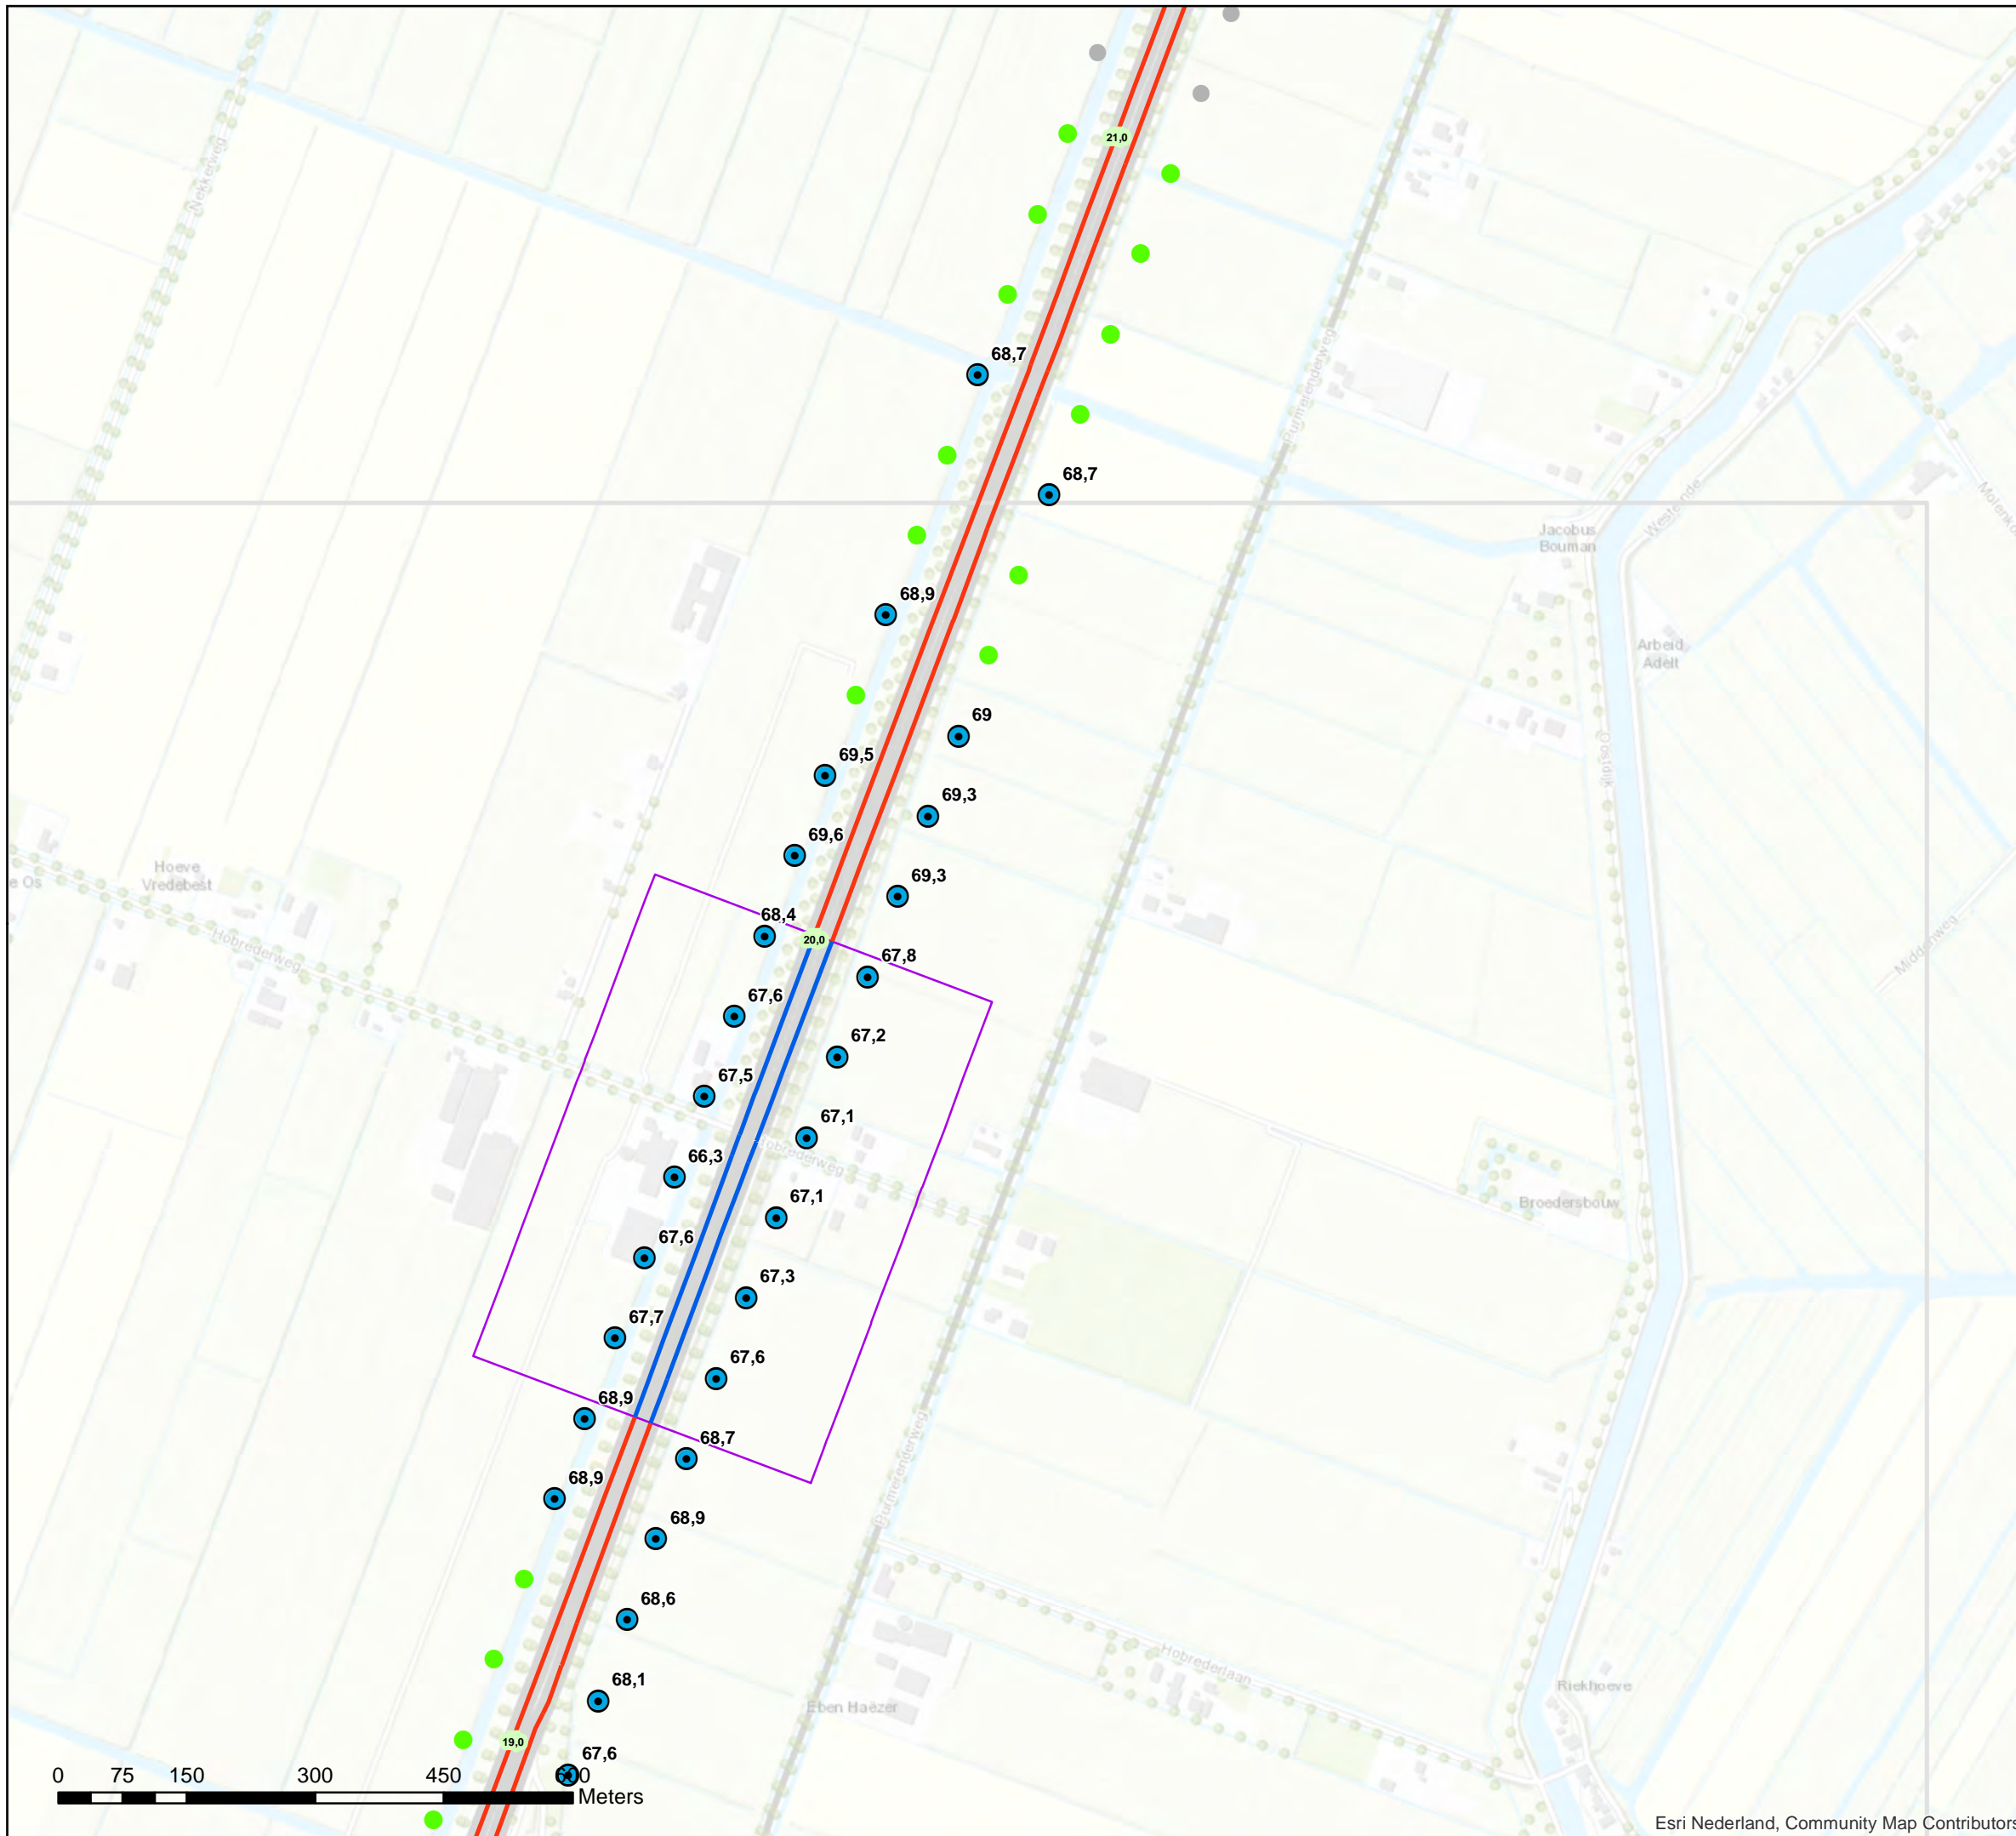 21,0
Nekkerweg
68,7
Purmerenderweg
68,7
Westeinde
Jacobus
Bouman
68,9
Arbeid
Adelt
69
Oostdijk
69,5
69,3
69,6
Hoeve
Vredebest
e Os
69,3
68,4
20,0
Hobrederweg
Middenweg
67,8
67,6
67,2
67,5
67,1
Hobrederweg
66,3
67,1
Broedersbouw
67,6
67,3
67,7
67,6
68,9
68,7
Purmerenderweg
68,9
68,9
68,6
Hobrederlaan
68,1
Riekhoeve
Eben Haëzer
19,0
67,6
0 75 150 300 450 600
Meters
Esri Nederland, Community Map Contributors